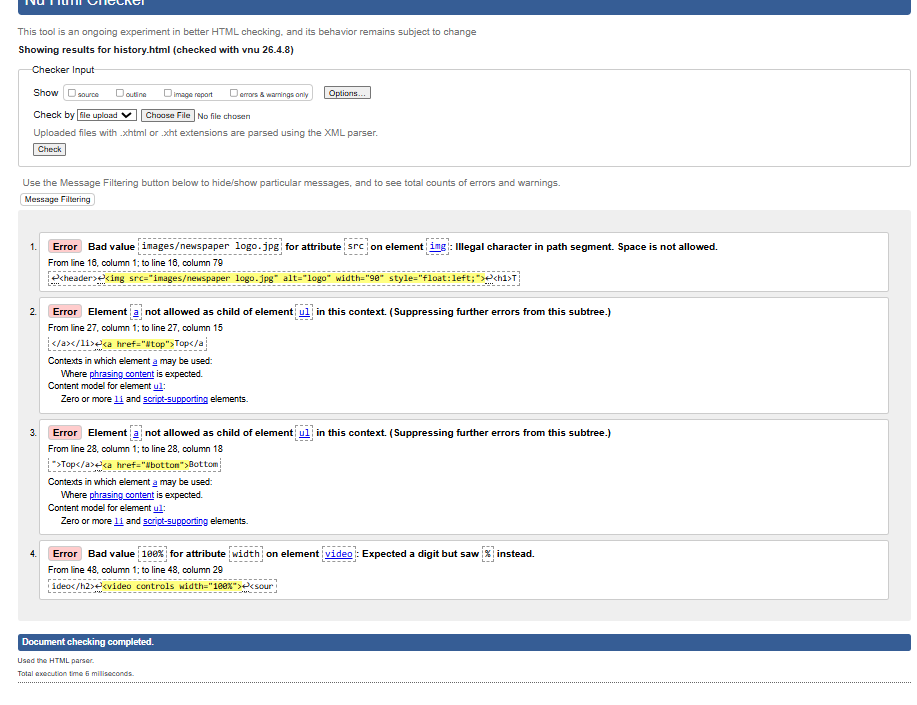 Nu Html Checker
This tool is an ongoing experiment in better HTML checking, and its behavior remains subject to change
Showing results for history.html (checked with vnu 26.4.8)
Checker Input
Show source outline image report errors & warnings only Options...
Check by file upload Choose File No file chosen
Uploaded files with .xhtml or .xht extensions are parsed using the XML parser.
Check
Use the Message Filtering button below to hide/show particular messages, and to see total counts of errors and warnings.
Message Filtering
1. Error Bad value images/newspaper logo.jpg for attribute src on element img: Illegal character in path segment. Space is not allowed.
From line 16, column 1; to line 16, column 79
↩<header>↩<img src="images/newspaper logo.jpg" alt="logo" width="90" style="float:left;">↩<h1>T
2. Error Element a not allowed as child of element ul in this context. (Suppressing further errors from this subtree.)
From line 27, column 1; to line 27, column 15
</a></li>↩<a href="#top">Top</a
Contexts in which element a may be used:
Where phrasing content is expected.
Content model for element ul:
Zero or more li and script-supporting elements.
3. Error Element a not allowed as child of element ul in this context. (Suppressing further errors from this subtree.)
From line 28, column 1; to line 28, column 18
">Top</a>↩<a href="#bottom">Bottom
Contexts in which element a may be used:
Where phrasing content is expected.
Content model for element ul:
Zero or more li and script-supporting elements.
4. Error Bad value 100% for attribute width on element video: Expected a digit but saw % instead.
From line 48, column 1; to line 48, column 29
ideo</h2>↩<video controls width="100%">↩<sour
Document checking completed.
Used the HTML parser.
Total execution time 6 milliseconds.